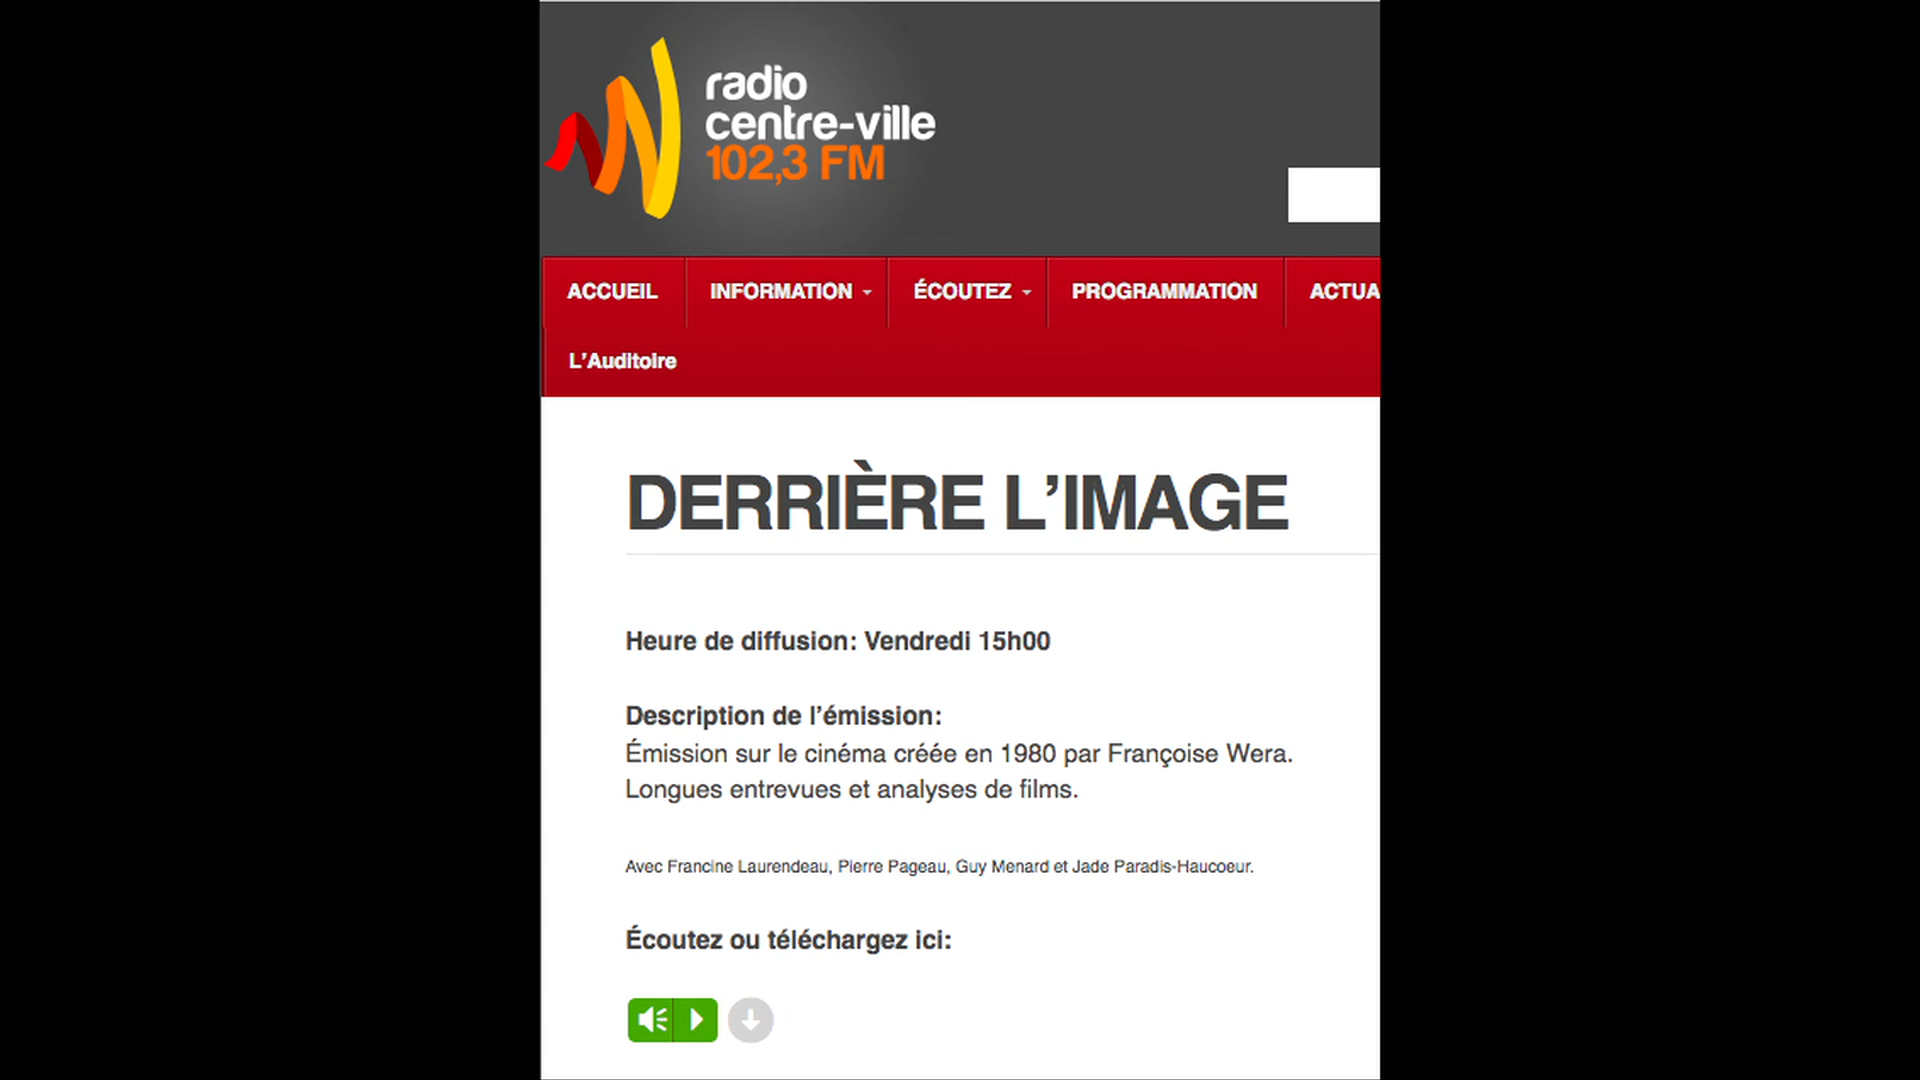 radio
centre-ville
102,3 FM
ACCUEIL INFORMATION ÉCOUTEZ PROGRAMMATION ACTUA
L'Auditoire
DERRIÈRE L'IMAGE
Heure de diffusion: Vendredi 15h00
Description de l'émission:
Émission sur le cinéma créée en 1980 par Françoise Wera.
Longues entrevues et analyses de films.
Avec Francine Laurendeau, Pierre Pageau, Guy Menard et Jade Paradis-Haucoeur.
Écoutez ou téléchargez ici: